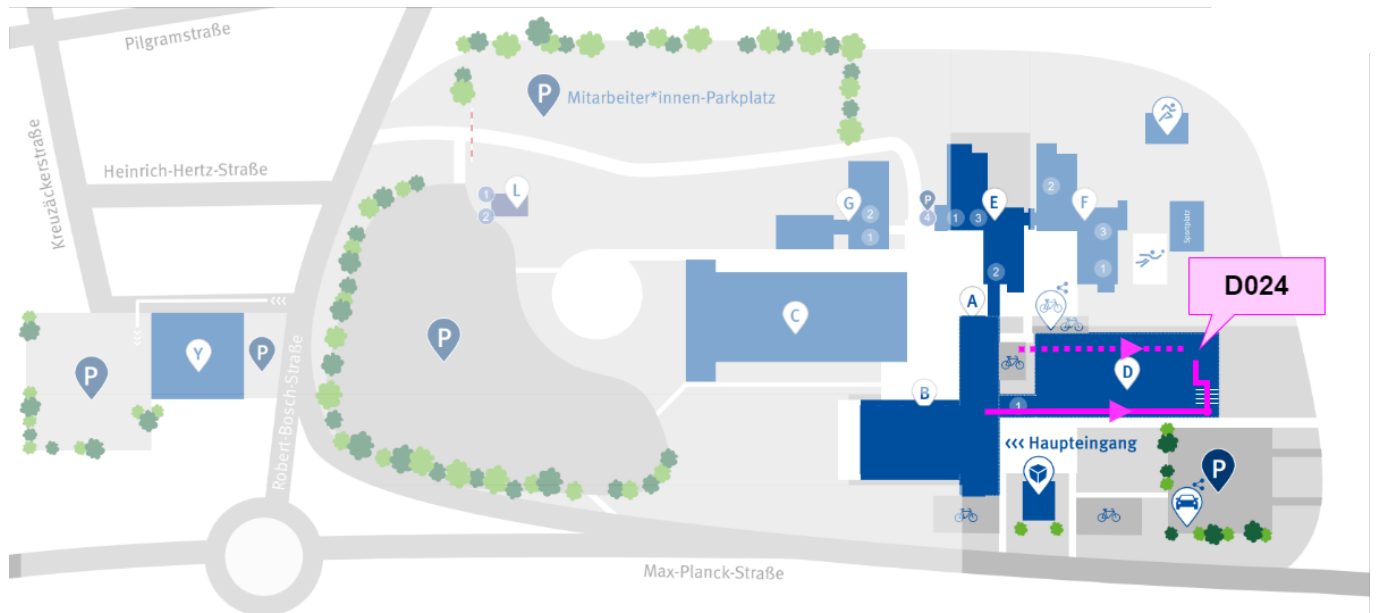 Pilgramstraße
Kreuzäckerstraße
Heinrich-Hertz-Straße
Robert-Bosch-Straße
P
Mitarbeiter*innen-Parkplatz
1
2
L
G
2
1
P
4
1
3
E
2
2
F
3
1
Sportplatz
D024
A
C
P
P
Y
P
B
D
1
‹‹‹ Haupteingang
P
‹‹‹
‹‹‹
Max-Planck-Straße